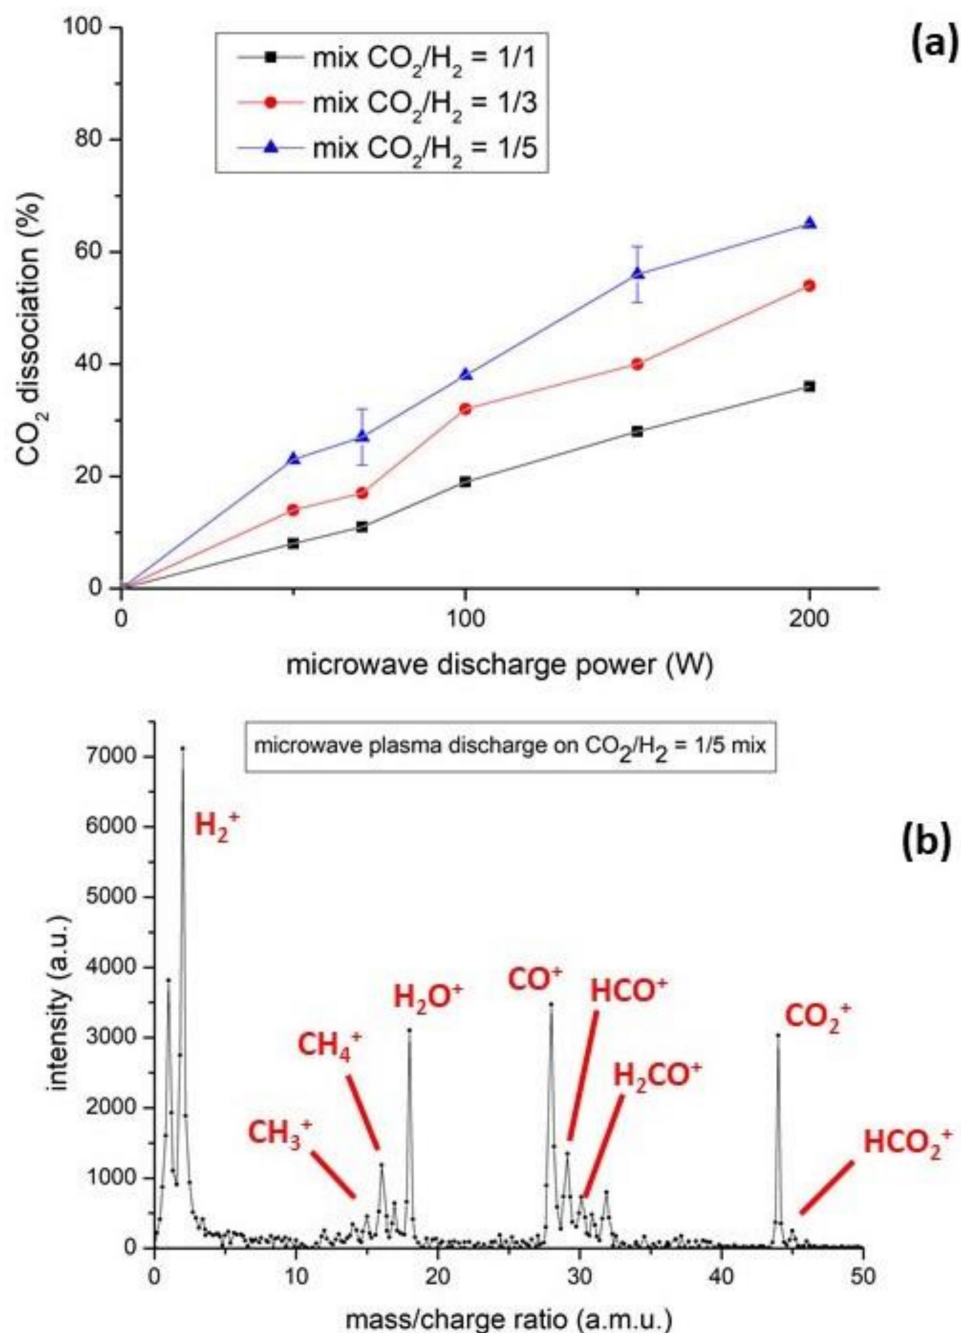 (a)
100
mix CO₂/H₂ = 1/1
mix CO₂/H₂ = 1/3
80
mix CO₂/H₂ = 1/5
60
40
20
0
CO₂ dissociation (%)
0 100 200
microwave discharge power (W)
microwave plasma discharge on CO₂/H₂ = 1/5 mix
7000
H₂⁺
(b)
6000
5000
4000
CO⁺
HCO⁺
H₂O⁺
CO₂⁺
3000
CH₄⁺
H₂CO⁺
2000
CH₃⁺
HCO₂⁺
1000
0
intensity (a.u.)
0 10 20 30 40 50
mass/charge ratio (a.m.u.)